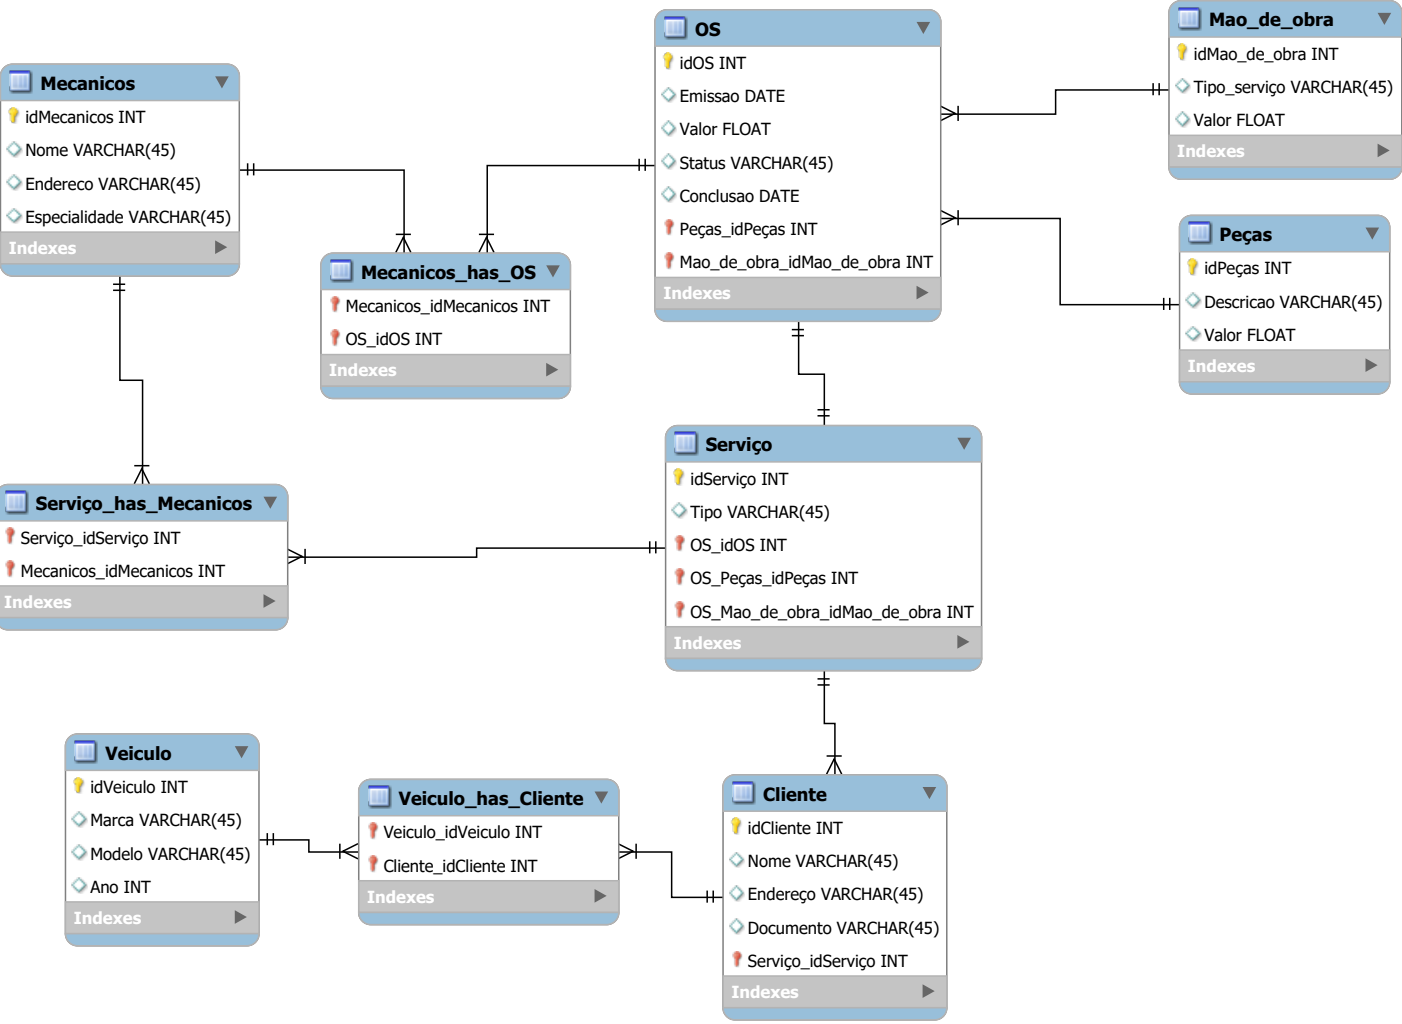 Mecanicos
idMecanicos INT
Nome VARCHAR(45)
Endereco VARCHAR(45)
Especialidade VARCHAR(45)
Indexes
OS
idOS INT
Emissao DATE
Valor FLOAT
Status VARCHAR(45)
Conclusao DATE
Peças_idPeças INT
Mao_de_obra_idMao_de_obra INT
Indexes
Mao_de_obra
idMao_de_obra INT
Tipo_serviço VARCHAR(45)
Valor FLOAT
Indexes
Peças
idPeças INT
Descricao VARCHAR(45)
Valor FLOAT
Indexes
Mecanicos_has_OS
Mecanicos_idMecanicos INT
OS_idOS INT
Indexes
Serviço_has_Mecanicos
Serviço_idServiço INT
Mecanicos_idMecanicos INT
Indexes
Serviço
idServiço INT
Tipo VARCHAR(45)
OS_idOS INT
OS_Peças_idPeças INT
OS_Mao_de_obra_idMao_de_obra INT
Indexes
Veiculo
idVeiculo INT
Marca VARCHAR(45)
Modelo VARCHAR(45)
Ano INT
Indexes
Veiculo_has_Cliente
Veiculo_idVeiculo INT
Cliente_idCliente INT
Indexes
Cliente
idCliente INT
Nome VARCHAR(45)
Endereço VARCHAR(45)
Documento VARCHAR(45)
Serviço_idServiço INT
Indexes